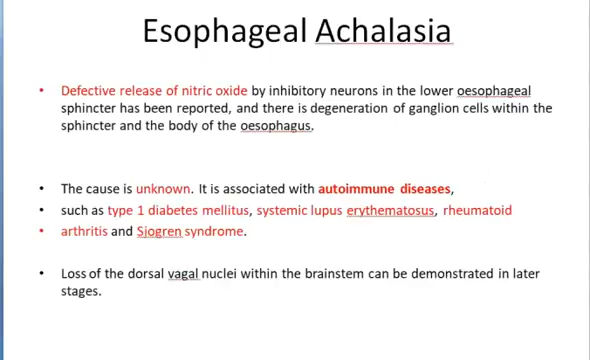 Esophageal Achalasia
• Defective release of nitric oxide by inhibitory neurons in the lower oesophageal
sphincter has been reported, and there is degeneration of ganglion cells within the
sphincter and the body of the oesophagus.
• The cause is unknown. It is associated with autoimmune diseases,
• such as type 1 diabetes mellitus, systemic lupus erythematosus, rheumatoid
• arthritis and Sjogren syndrome.
• Loss of the dorsal vagal nuclei within the brainstem can be demonstrated in later
stages.